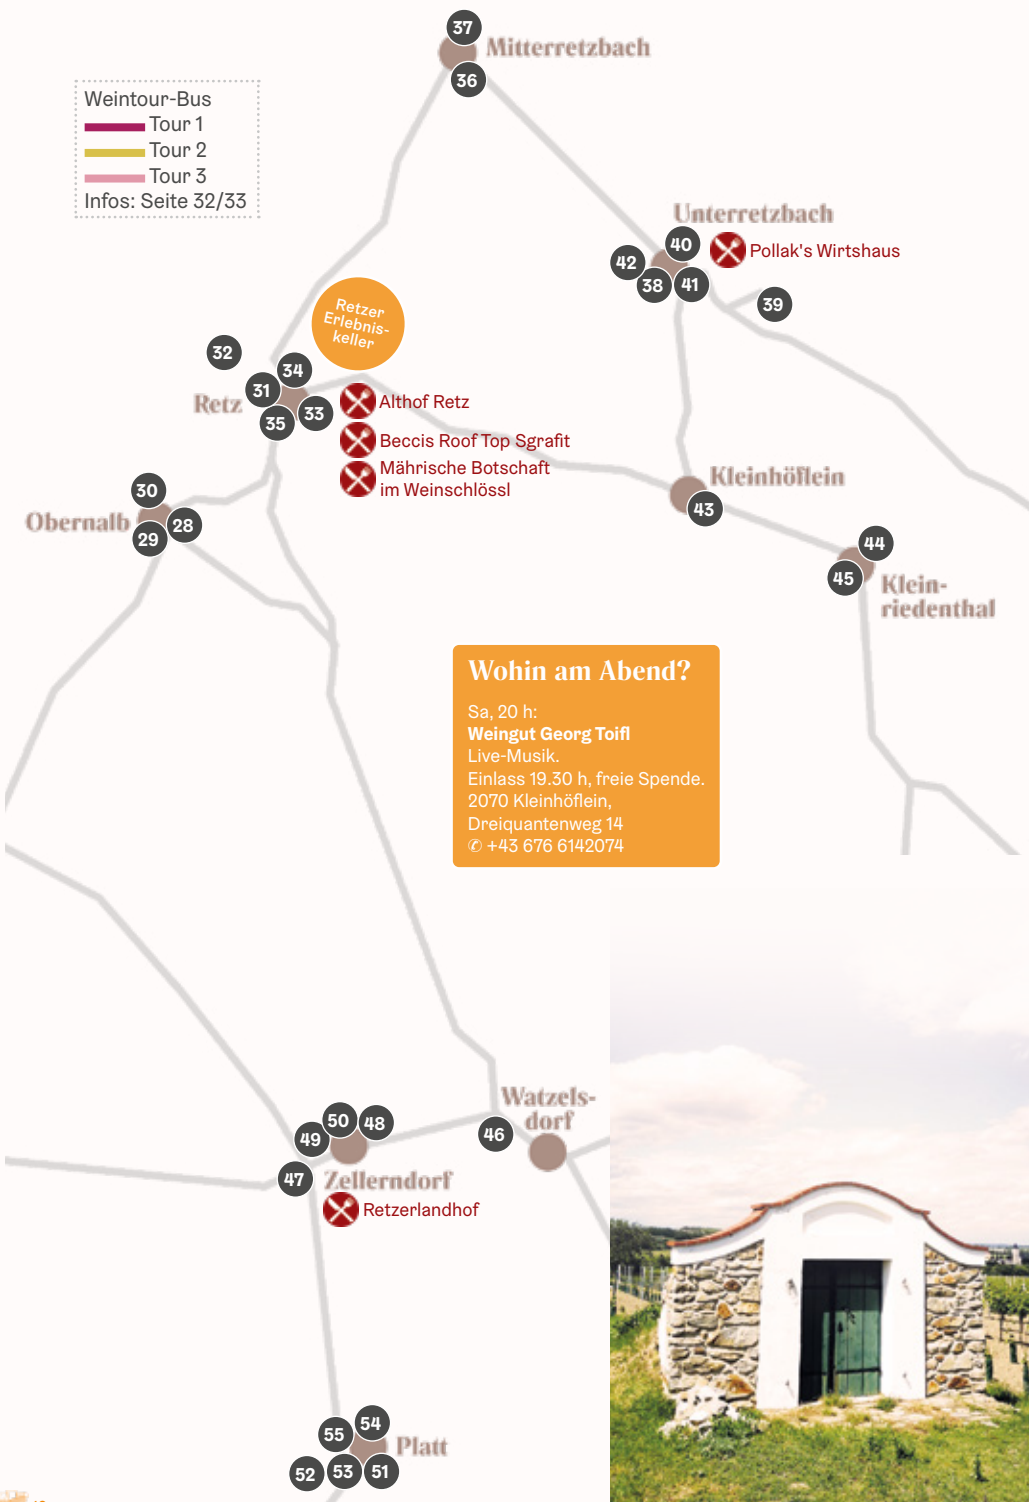 37
Mitterretzbach
36
Weintour-Bus
Tour 1
Tour 2
Tour 3
Infos: Seite 32/33
Unterretzbach
40
Pollak's Wirtshaus
42
38
41
39
Retzer
Erlebnis-
keller
32
34
31
Retz
35
33
Althof Retz
Beccis Roof Top Sgrafit
Mährische Botschaft
im Weinschlössl
Kleinhöflein
43
30
Obernalb
28
29
44
45
Klein-
riedenthal
Wohin am Abend?
Sa, 20 h:
Weingut Georg Toifl
Live-Musik.
Einlass 19.30 h, freie Spende.
2070 Kleinhöflein,
Dreiquantenweg 14
✆ +43 676 6142074
Watzels-
dorf
46
50
48
49
47
Zellerndorf
Retzerlandhof
54
55
Platt
52
53
51